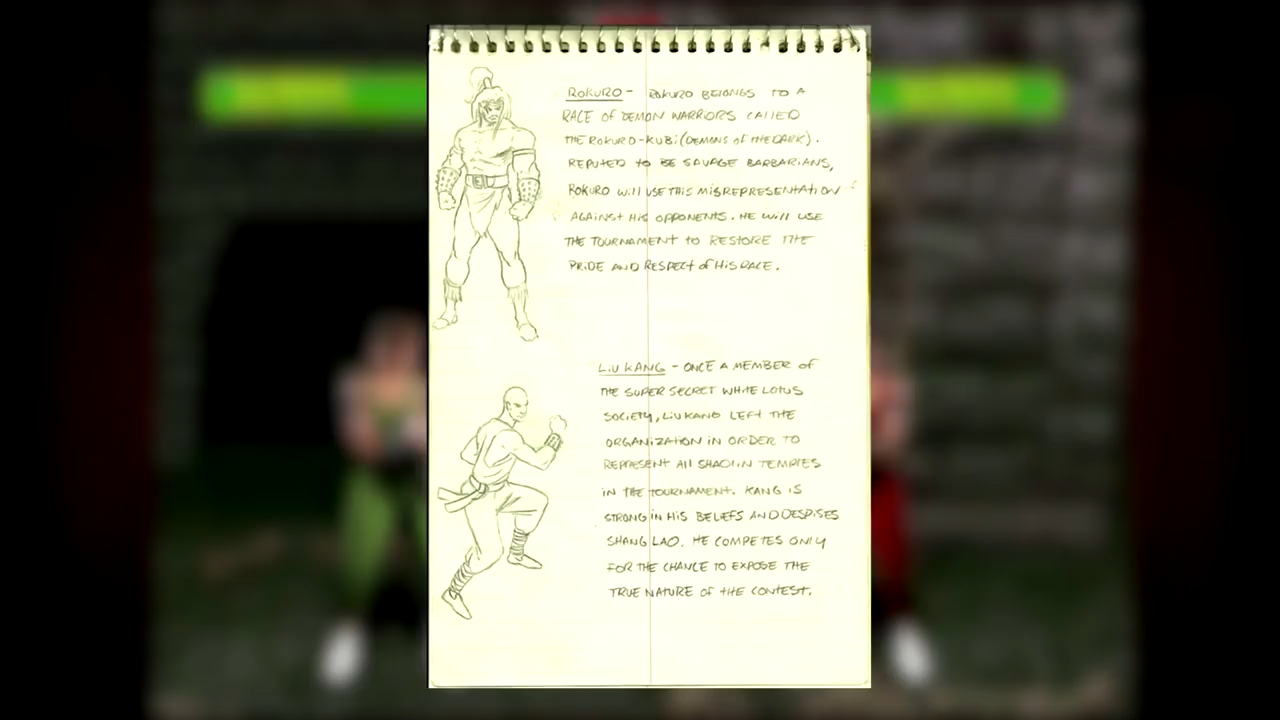 ROKURO - ROKURO BELONGS TO A
RACE OF DEMON WARRIORS CALLED
THE ROKURO-KUBI (DEMONS OF THE DARK).
REPUTED TO BE SAVAGE BARBARIANS,
ROKURO WILL USE THIS MISREPRESENTATION
AGAINST HIS OPPONENTS. HE WILL USE
THE TOURNAMENT TO RESTORE THE
PRIDE AND RESPECT OF HIS RACE.
LIU KANG - ONCE A MEMBER OF
THE SUPER SECRET WHITE LOTUS
SOCIETY, LIU KANG LEFT THE
ORGANIZATION IN ORDER TO
REPRESENT All SHAOLIN TEMPLES
IN THE TOURNAMENT. KANG IS
STRONG IN HIS BELEFS AND DESPISES
SHANG LAO. HE COMPETES ONLY
FOR THE CHANCE TO EXPOSE THE
TRUE NATURE OF THE CONTEST.